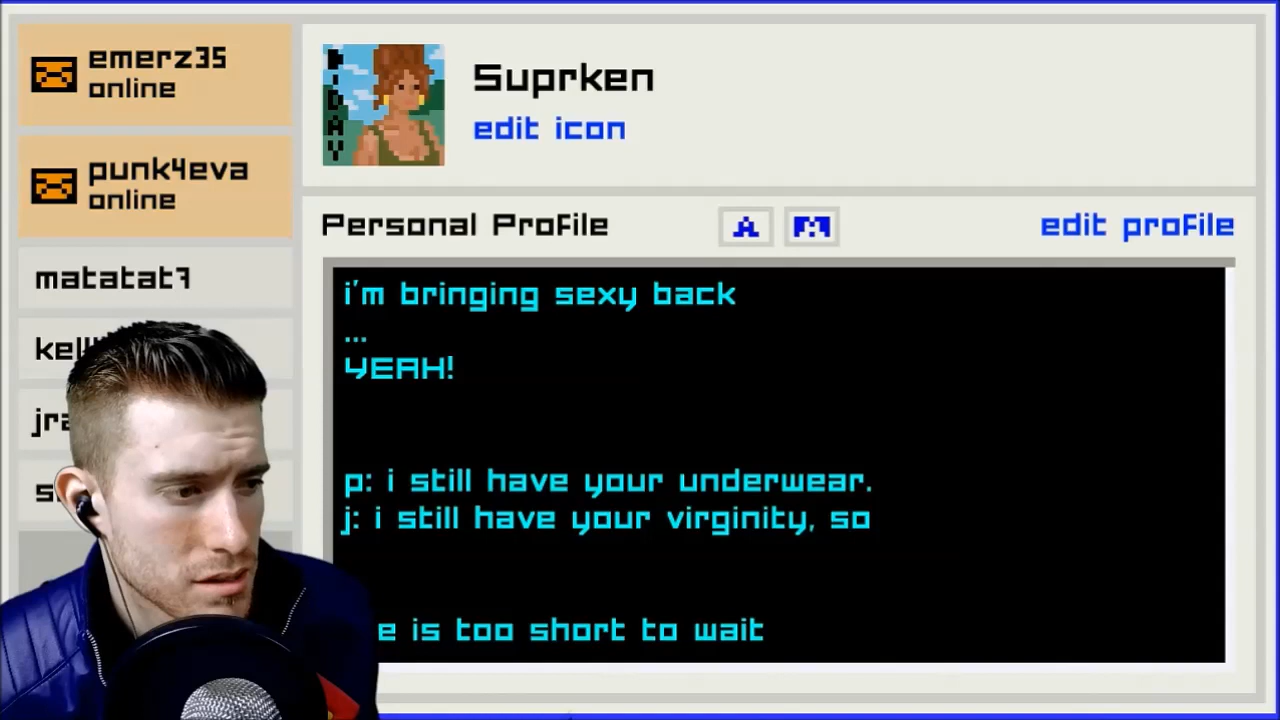 emerz35
online
punk4eva
online
matatat7
Suprken
edit icon
Personal Profile
A
edit profile
i'm bringing sexy back
...
YEAH!
p: i still have your underwear.
j: i still have your virginity, so
is too short to wait